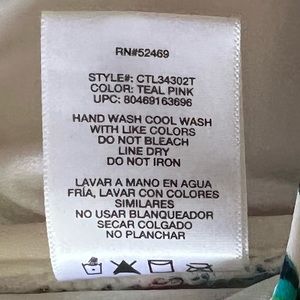 RN#52469
STYLE#: CTL34302T
COLOR: TEAL PINK
UPC: 80469163696
HAND WASH COOL WASH
WITH LIKE COLORS
DO NOT BLEACH
LINE DRY
DO NOT IRON
LAVAR A MANO EN AGUA
FRÍA, LAVAR CON COLORES
SIMILARES
NO USAR BLANQUEADOR
SECAR COLGADO
NO PLANCHAR